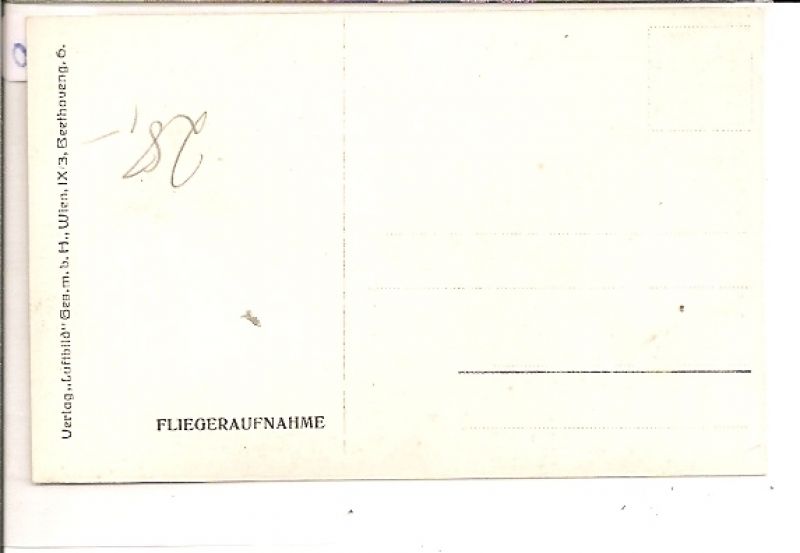 Verlag „Luftbild" Ges.m.b.H., Wien, IX/3, Beethoveng. 6.
FLIEGERAUFNAHME